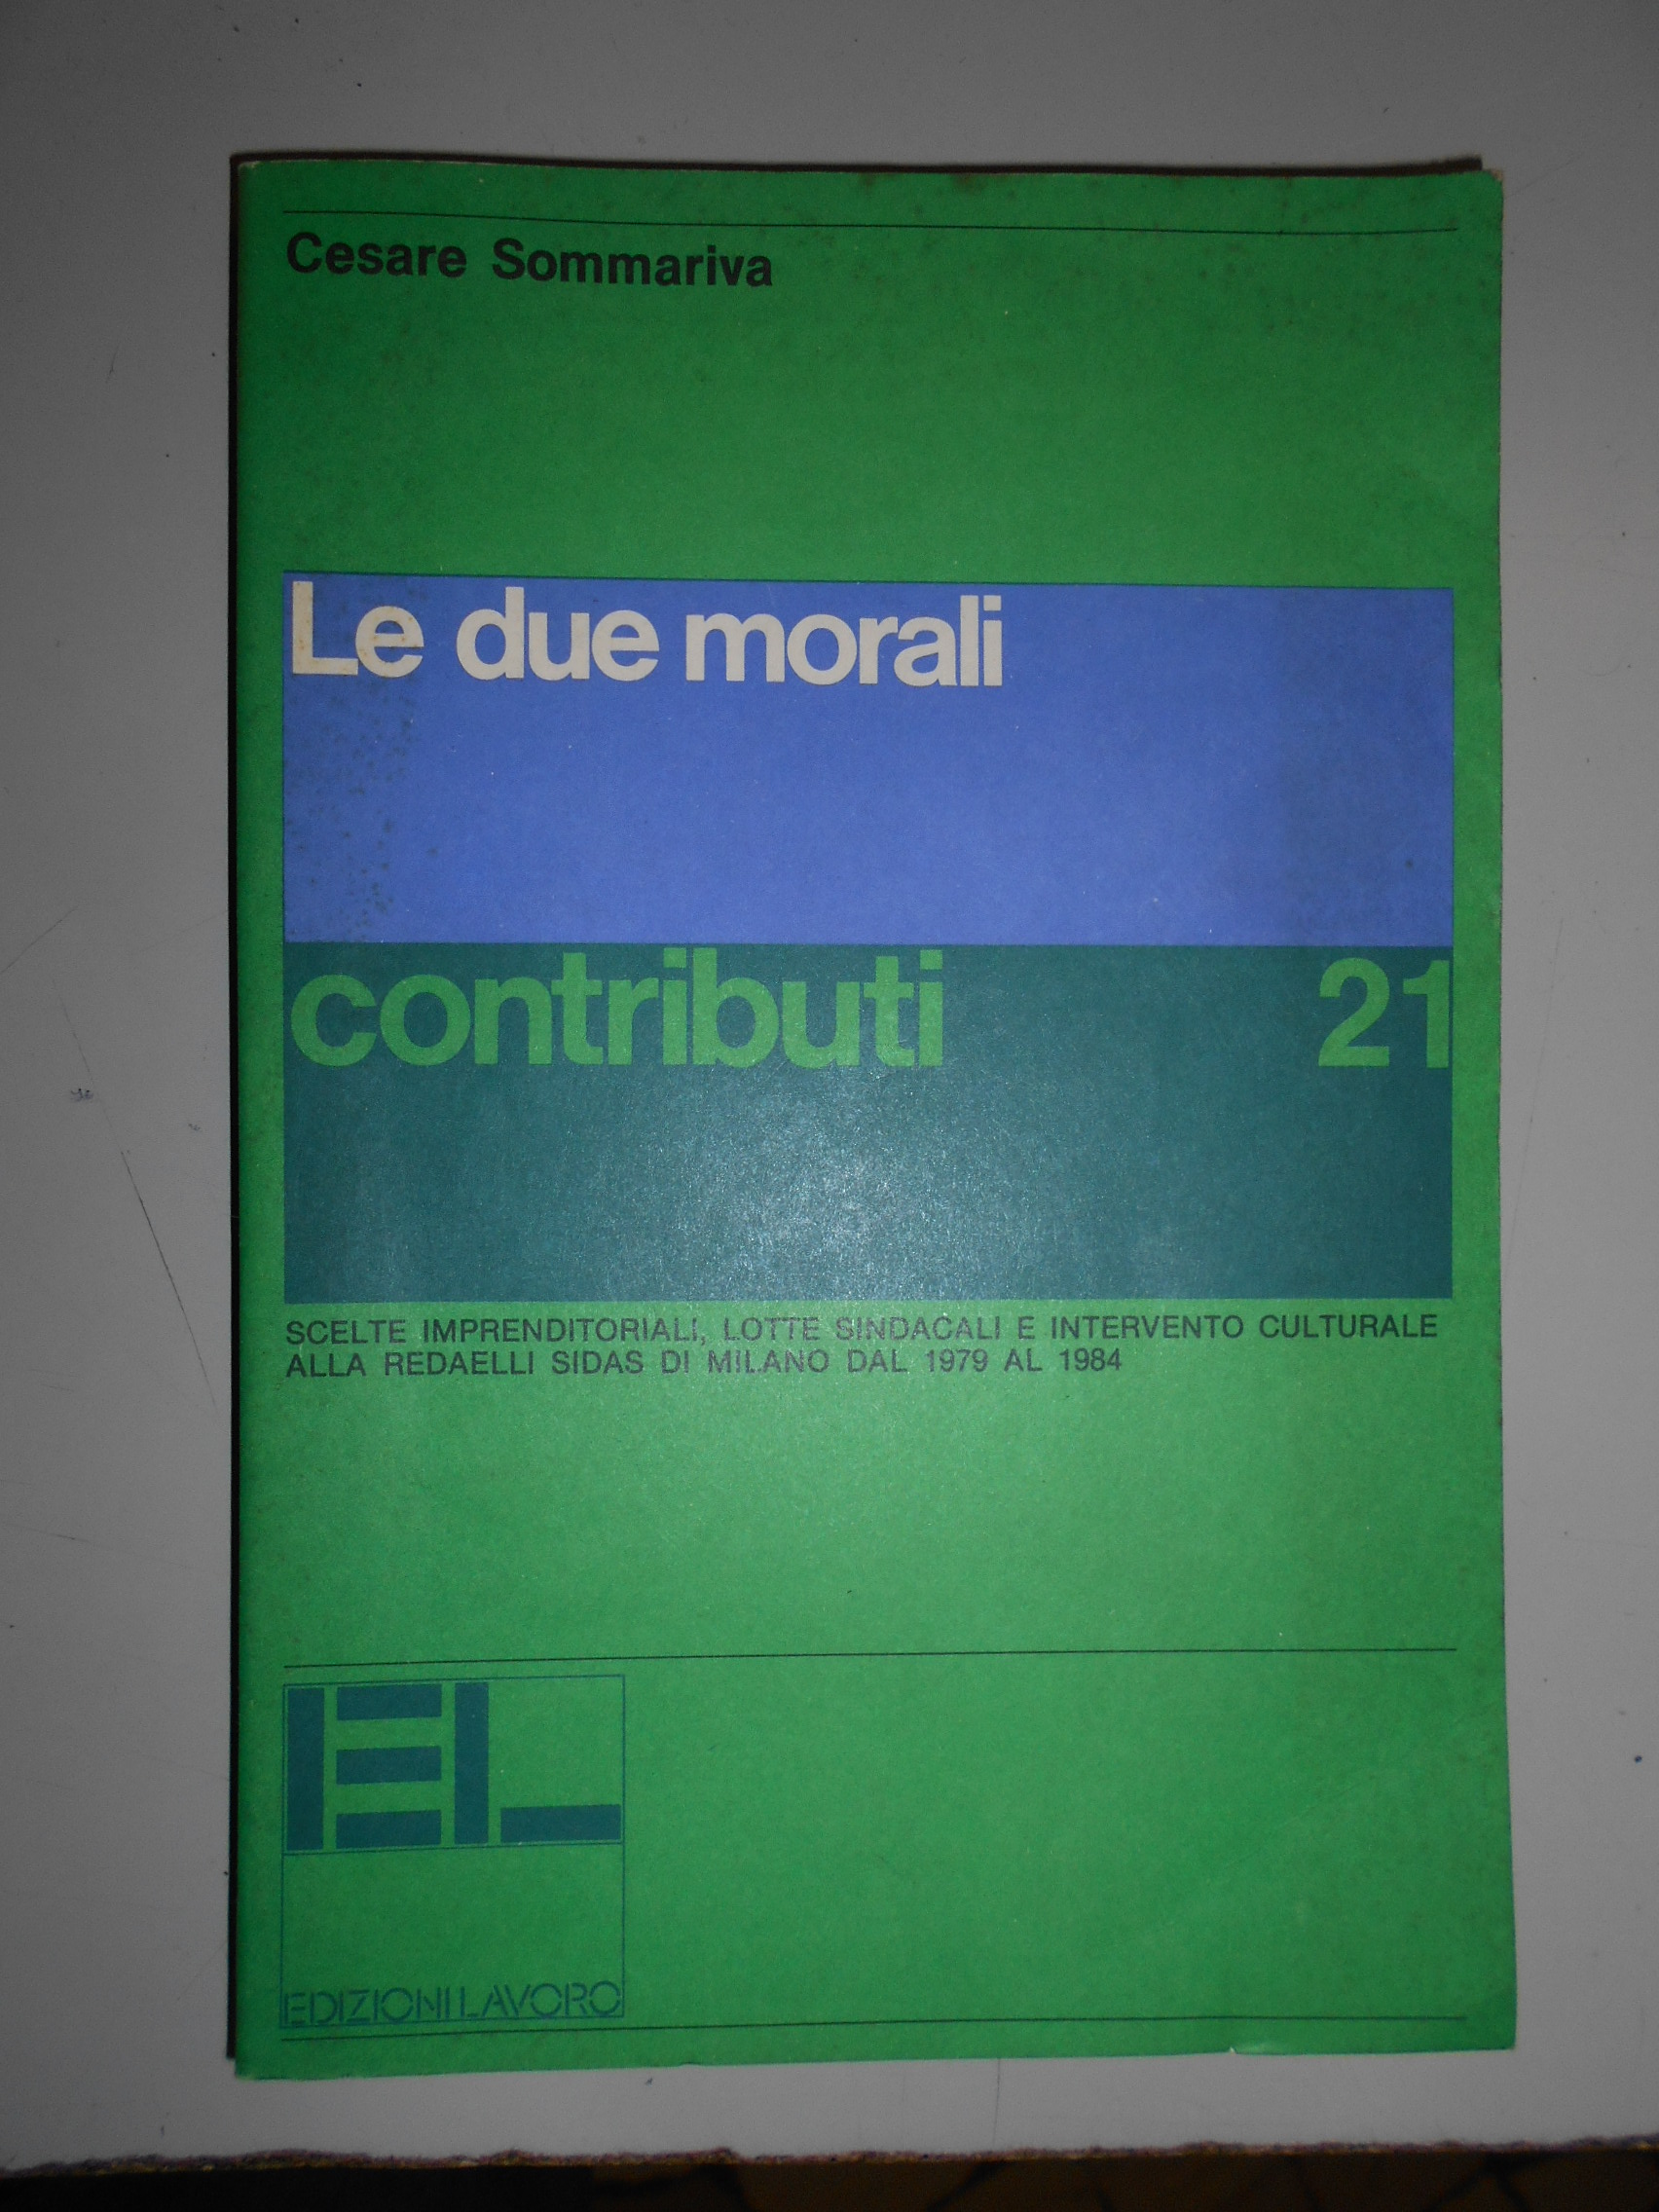 Cesare Sommariva
Le due morali
contributi 21
SCELTE IMPRENDITORIALI, LOTTE SINDACALI E INTERVENTO CULTURALE
ALLA REDAELLI SIDAS DI MILANO DAL 1979 AL 1984
EL
EDIZIONI LAVORO